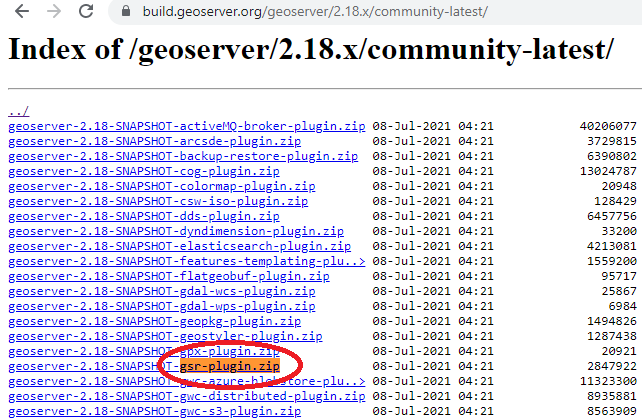 build.geoserver.org/geoserver/2.18.x/community-latest/
Index of /geoserver/2.18.x/community-latest/
../
geoserver-2.18-SNAPSHOT-activeMQ-broker-plugin.zip 08-Jul-2021 04:21 40206077
geoserver-2.18-SNAPSHOT-arcsde-plugin.zip 08-Jul-2021 04:21 3729815
geoserver-2.18-SNAPSHOT-backup-restore-plugin.zip 08-Jul-2021 04:21 6390802
geoserver-2.18-SNAPSHOT-cog-plugin.zip 08-Jul-2021 04:21 13024787
geoserver-2.18-SNAPSHOT-colormap-plugin.zip 08-Jul-2021 04:21 20948
geoserver-2.18-SNAPSHOT-csw-iso-plugin.zip 08-Jul-2021 04:21 128429
geoserver-2.18-SNAPSHOT-dds-plugin.zip 08-Jul-2021 04:21 6457756
geoserver-2.18-SNAPSHOT-dyndimension-plugin.zip 08-Jul-2021 04:21 33200
geoserver-2.18-SNAPSHOT-elasticsearch-plugin.zip 08-Jul-2021 04:21 4213081
geoserver-2.18-SNAPSHOT-features-templating-plu..> 08-Jul-2021 04:21 1559200
geoserver-2.18-SNAPSHOT-flatgeobuf-plugin.zip 08-Jul-2021 04:21 95717
geoserver-2.18-SNAPSHOT-gdal-wcs-plugin.zip 08-Jul-2021 04:21 25867
geoserver-2.18-SNAPSHOT-gdal-wps-plugin.zip 08-Jul-2021 04:21 6984
geoserver-2.18-SNAPSHOT-geopkg-plugin.zip 08-Jul-2021 04:21 1494826
geoserver-2.18-SNAPSHOT-geostyler-plugin.zip 08-Jul-2021 04:21 1287438
geoserver-2.18-SNAPSHOT-gpx-plugin.zip 08-Jul-2021 04:21 20921
geoserver-2.18-SNAPSHOT-gsr-plugin.zip 08-Jul-2021 04:21 2847922
geoserver-2.18-SNAPSHOT-gwc-azure-blobstore-plu..> 08-Jul-2021 04:21 11323300
geoserver-2.18-SNAPSHOT-gwc-distributed-plugin.zip 08-Jul-2021 04:21 8935881
geoserver-2.18-SNAPSHOT-gwc-s3-plugin.zip 08-Jul-2021 04:21 8563990